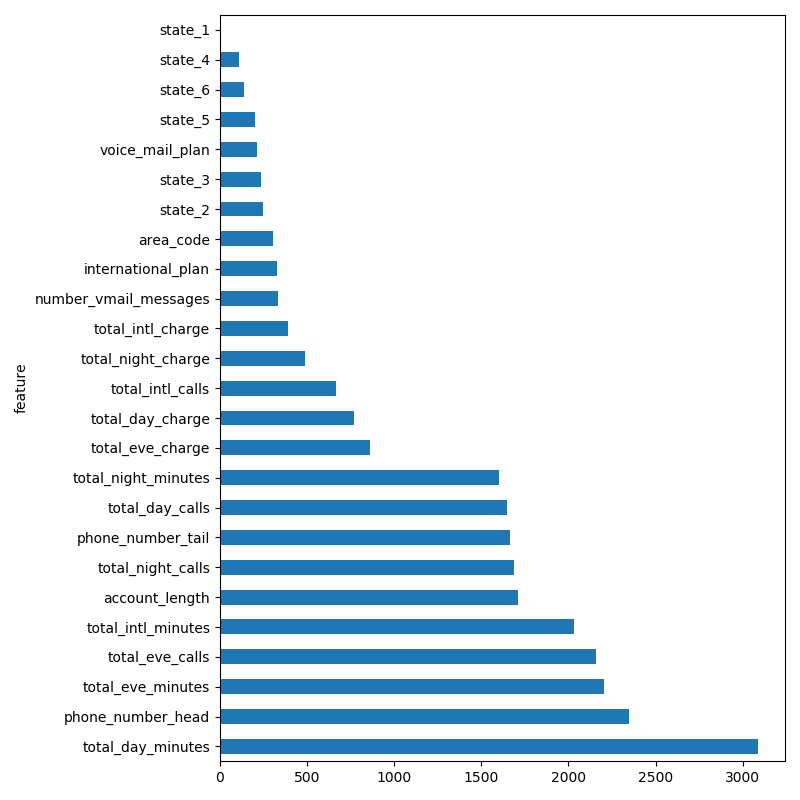 state_1
state_4
state_6
state_5
voice_mail_plan
state_3
state_2
area_code
international_plan
number_vmail_messages
total_intl_charge
total_night_charge
total_intl_calls
total_day_charge
total_eve_charge
total_night_minutes
total_day_calls
phone_number_tail
total_night_calls
account_length
total_intl_minutes
total_eve_calls
total_eve_minutes
phone_number_head
total_day_minutes
feature
0 500 1000 1500 2000 2500 3000